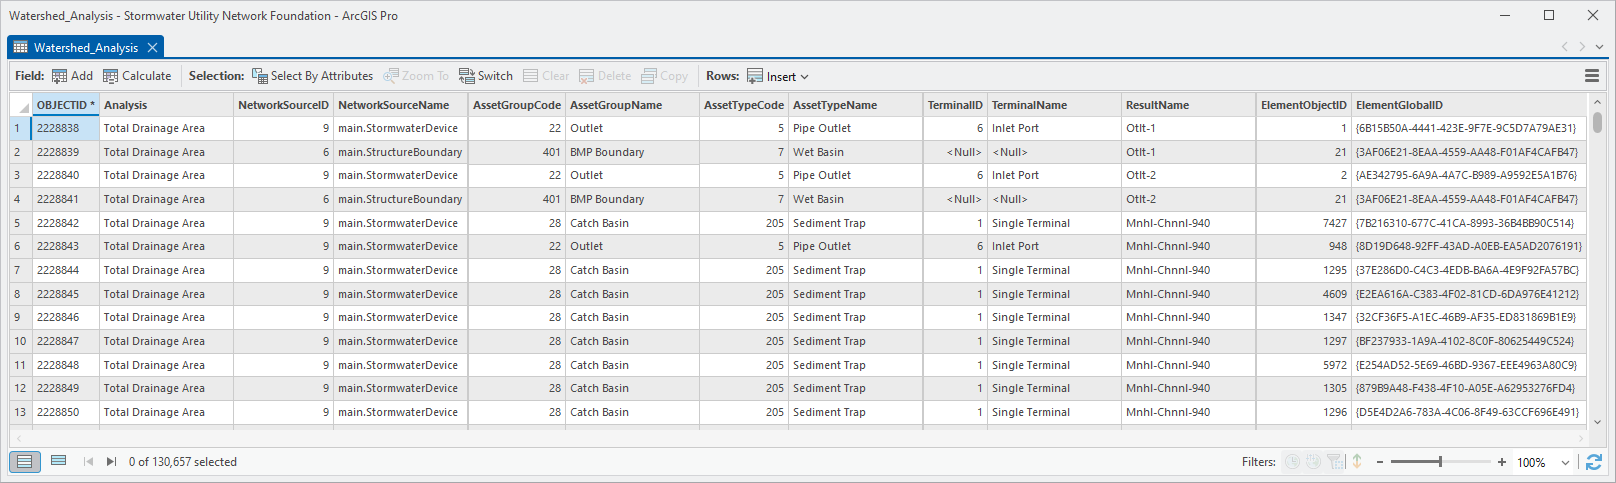 Watershed_Analysis - Stormwater Utility Network Foundation - ArcGIS Pro
Watershed_Analysis
Field: Add Calculate Selection: Select By Attributes Zoom To Switch Clear Delete Copy Rows: Insert
OBJECTID * Analysis NetworkSourceID NetworkSourceName AssetGroupCode AssetGroupName AssetTypeCode AssetTypeName TerminalID TerminalName ResultName ElementObjectID ElementGlobalID
1 2228838 Total Drainage Area 9 main.StormwaterDevice 22 Outlet 5 Pipe Outlet 6 Inlet Port Otlt-1 1 {6B15B50A-4441-423E-9F7E-9C5D7A79AE31}
2 2228839 Total Drainage Area 6 main.StructureBoundary 401 BMP Boundary 7 Wet Basin <Null> <Null> Otlt-1 21 {3AF06E21-8EAA-4559-AA48-F01AF4CAFB47}
3 2228840 Total Drainage Area 9 main.StormwaterDevice 22 Outlet 5 Pipe Outlet 6 Inlet Port Otlt-2 2 {AE342795-6A9A-4A7C-B989-A9592E5A1B76}
4 2228841 Total Drainage Area 6 main.StructureBoundary 401 BMP Boundary 7 Wet Basin <Null> <Null> Otlt-2 21 {3AF06E21-8EAA-4559-AA48-F01AF4CAFB47}
5 2228842 Total Drainage Area 9 main.StormwaterDevice 28 Catch Basin 205 Sediment Trap 1 Single Terminal Mnhl-Chnnl-940 7427 {7B216310-677C-41CA-8993-36B4BB90C514}
6 2228843 Total Drainage Area 9 main.StormwaterDevice 22 Outlet 5 Pipe Outlet 6 Inlet Port Mnhl-Chnnl-940 948 {8D19D648-92FF-43AD-A0EB-EA5AD2076191}
7 2228844 Total Drainage Area 9 main.StormwaterDevice 28 Catch Basin 205 Sediment Trap 1 Single Terminal Mnhl-Chnnl-940 1295 {37E286D0-C4C3-4EDB-BA6A-4E9F92FA57BC}
8 2228845 Total Drainage Area 9 main.StormwaterDevice 28 Catch Basin 205 Sediment Trap 1 Single Terminal Mnhl-Chnnl-940 4609 {E2EA616A-C383-4F02-81CD-6DA976E41212}
9 2228846 Total Drainage Area 9 main.StormwaterDevice 28 Catch Basin 205 Sediment Trap 1 Single Terminal Mnhl-Chnnl-940 1347 {32CF36F5-A1EC-46B9-AF35-ED831869B1E9}
10 2228847 Total Drainage Area 9 main.StormwaterDevice 28 Catch Basin 205 Sediment Trap 1 Single Terminal Mnhl-Chnnl-940 1297 {BF237933-1A9A-4102-8C0F-80625449C524}
11 2228848 Total Drainage Area 9 main.StormwaterDevice 28 Catch Basin 205 Sediment Trap 1 Single Terminal Mnhl-Chnnl-940 5972 {E254AD52-5E69-46BD-9367-EEE4963A80C9}
12 2228849 Total Drainage Area 9 main.StormwaterDevice 28 Catch Basin 205 Sediment Trap 1 Single Terminal Mnhl-Chnnl-940 1305 {879B9A48-F438-4F10-A05E-A62953276FD4}
13 2228850 Total Drainage Area 9 main.StormwaterDevice 28 Catch Basin 205 Sediment Trap 1 Single Terminal Mnhl-Chnnl-940 1296 {D5E4D2A6-783A-4C06-8F49-63CCF696E491}
0 of 130,657 selected Filters: 100%